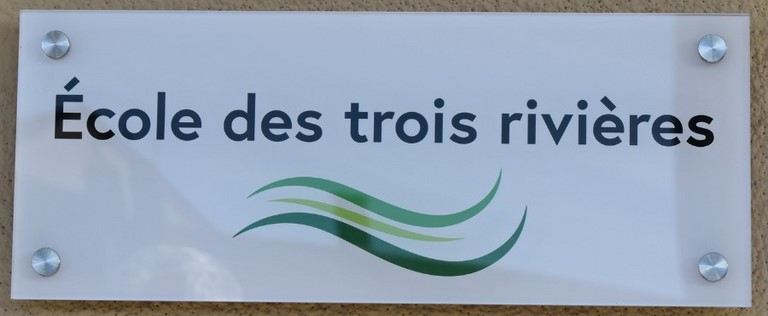 École des trois rivières